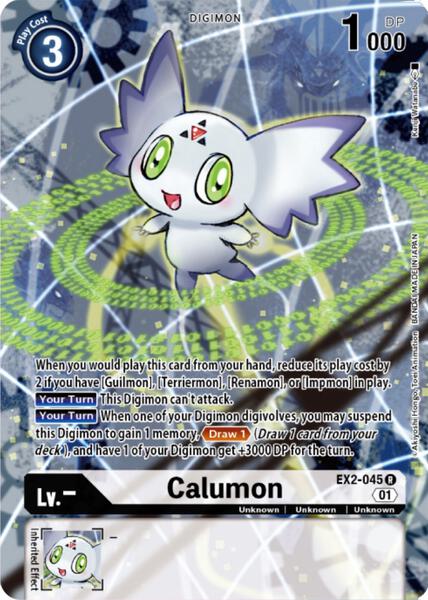 Play Cost
3
DIGIMON
1000
DP
Kenji Watanabe
When you would play this card from your hand, reduce its play cost by
2 if you have [Guilmon], [Terriermon], [Renamon], or [Impmon] in play.
Your Turn This Digimon can't attack.
Your Turn When one of your Digimon digivolves, you may suspend
this Digimon to gain 1 memory, Draw 1 (Draw 1 card from your
deck), and have 1 of your Digimon get +3000 DP for the turn.
©Akiyoshi Hongo, Toei Animation BANDAI MADE IN JAPAN
Lv.-
Calumon
EX2-045 R
01
Unknown | Unknown | Unknown
Inherited Effect
-